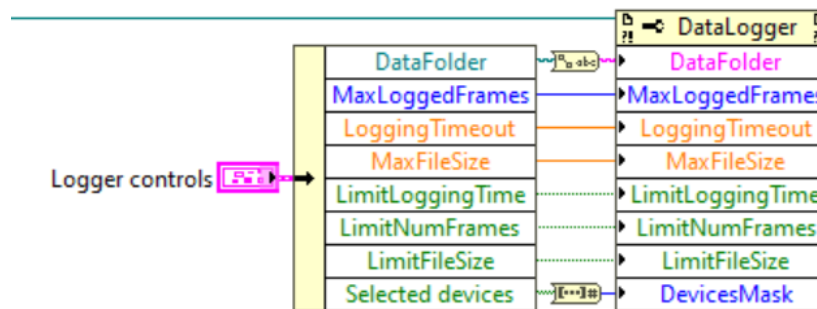 DataLogger
DataFolder abc DataFolder
MaxLoggedFrames MaxLoggedFrames
LoggingTimeout LoggingTimeout
MaxFileSize MaxFileSize
Logger controls
LimitLoggingTime LimitLoggingTime
LimitNumFrames LimitNumFrames
LimitFileSize LimitFileSize
Selected devices [...]# DevicesMask